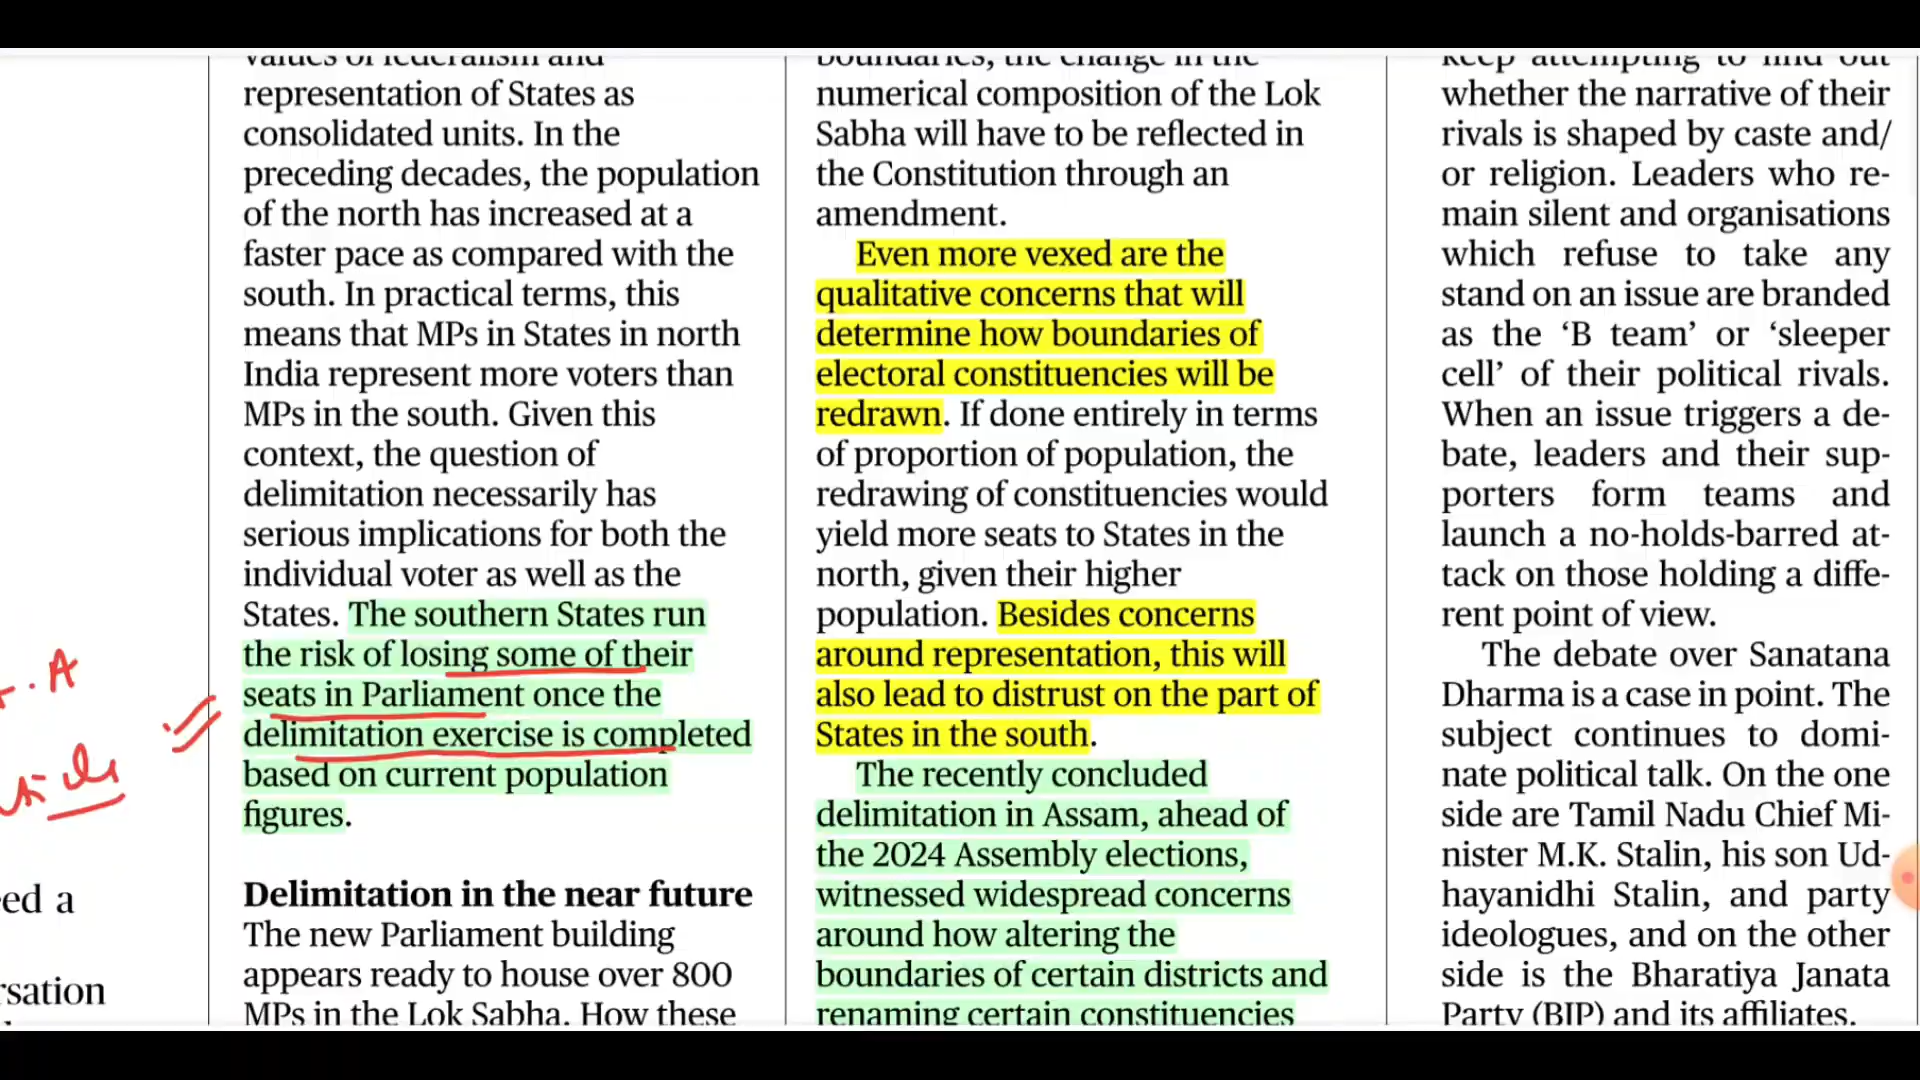 values of federalism and
representation of States as
consolidated units. In the
preceding decades, the population
of the north has increased at a
faster pace as compared with the
south. In practical terms, this
means that MPs in States in north
India represent more voters than
MPs in the south. Given this
context, the question of
delimitation necessarily has
serious implications for both the
individual voter as well as the
States. The southern States run
the risk of losing some of their
seats in Parliament once the
delimitation exercise is completed
based on current population
figures.
Delimitation in the near future
The new Parliament building
appears ready to house over 800
MPs in the Lok Sabha. How these
boundaries, the change in the
numerical composition of the Lok
Sabha will have to be reflected in
the Constitution through an
amendment.
Even more vexed are the
qualitative concerns that will
determine how boundaries of
electoral constituencies will be
redrawn. If done entirely in terms
of proportion of population, the
redrawing of constituencies would
yield more seats to States in the
north, given their higher
population. Besides concerns
around representation, this will
also lead to distrust on the part of
States in the south.
The recently concluded
delimitation in Assam, ahead of
the 2024 Assembly elections,
witnessed widespread concerns
around how altering the
boundaries of certain districts and
renaming certain constituencies
keep attempting to find out
whether the narrative of their
rivals is shaped by caste and/
or religion. Leaders who re-
main silent and organisations
which refuse to take any
stand on an issue are branded
as the ‘B team’ or ‘sleeper
cell’ of their political rivals.
When an issue triggers a de-
bate, leaders and their sup-
porters form teams and
launch a no-holds-barred at-
tack on those holding a diffe-
rent point of view.
The debate over Sanatana
Dharma is a case in point. The
subject continues to domi-
nate political talk. On the one
side are Tamil Nadu Chief Mi-
nister M.K. Stalin, his son Ud-
hayanidhi Stalin, and party
ideologues, and on the other
side is the Bharatiya Janata
Party (BJP) and its affiliates.